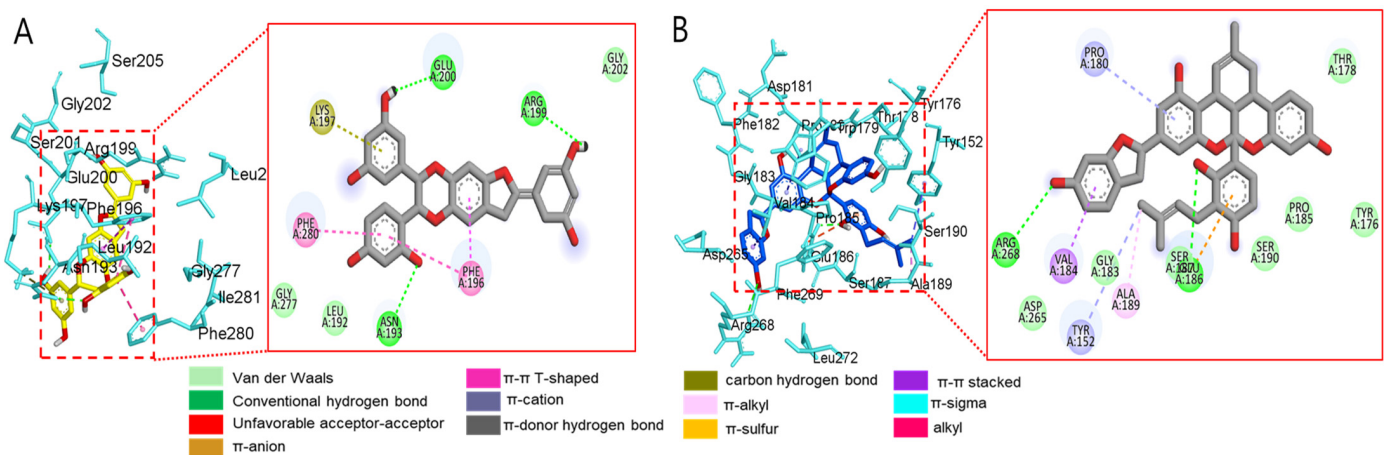 A
Ser205
Gly202
Ser201
Arg199
Glu200
Leu2
Lys197
Phe196
Leu192
Asn193
Gly277
Ile281
Phe280
GLU
A:200
GLY
A:202
LYS
A:197
ARG
A:199
PHE
A:280
PHE
A:196
GLY
A:277
LEU
A:192
ASN
A:193
B
Asp181
Tyr176
Phe182
Thr178
Trp179
Tyr152
Gly183
Val184
Pro185
Ser190
Asp265
Glu186
Ser187
Ala189
Phe269
Arg268
Leu272
PRO
A:180
THR
A:178
ARG
A:268
VAL
A:184
GLY
A:183
PRO
A:185
TYR
A:176
SER
A:190
GLU
A:186
ALA
A:189
ASP
A:265
TYR
A:152
Van der Waals
Conventional hydrogen bond
Unfavorable acceptor-acceptor
π-anion
π-π T-shaped
π-cation
π-donor hydrogen bond
carbon hydrogen bond
π-alkyl
π-sulfur
π-π stacked
π-sigma
alkyl